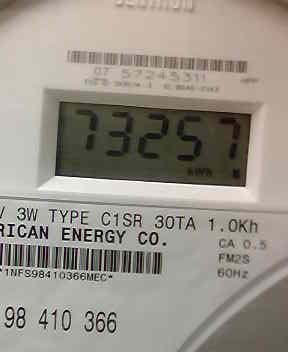 07 57245311
73257
KWH
V 3W TYPE C1SR 30TA 1.0Kh
RICAN ENERGY CO.
CA 0.5
FM2S
60Hz
*1NFS98410366MEC*
98 410 366